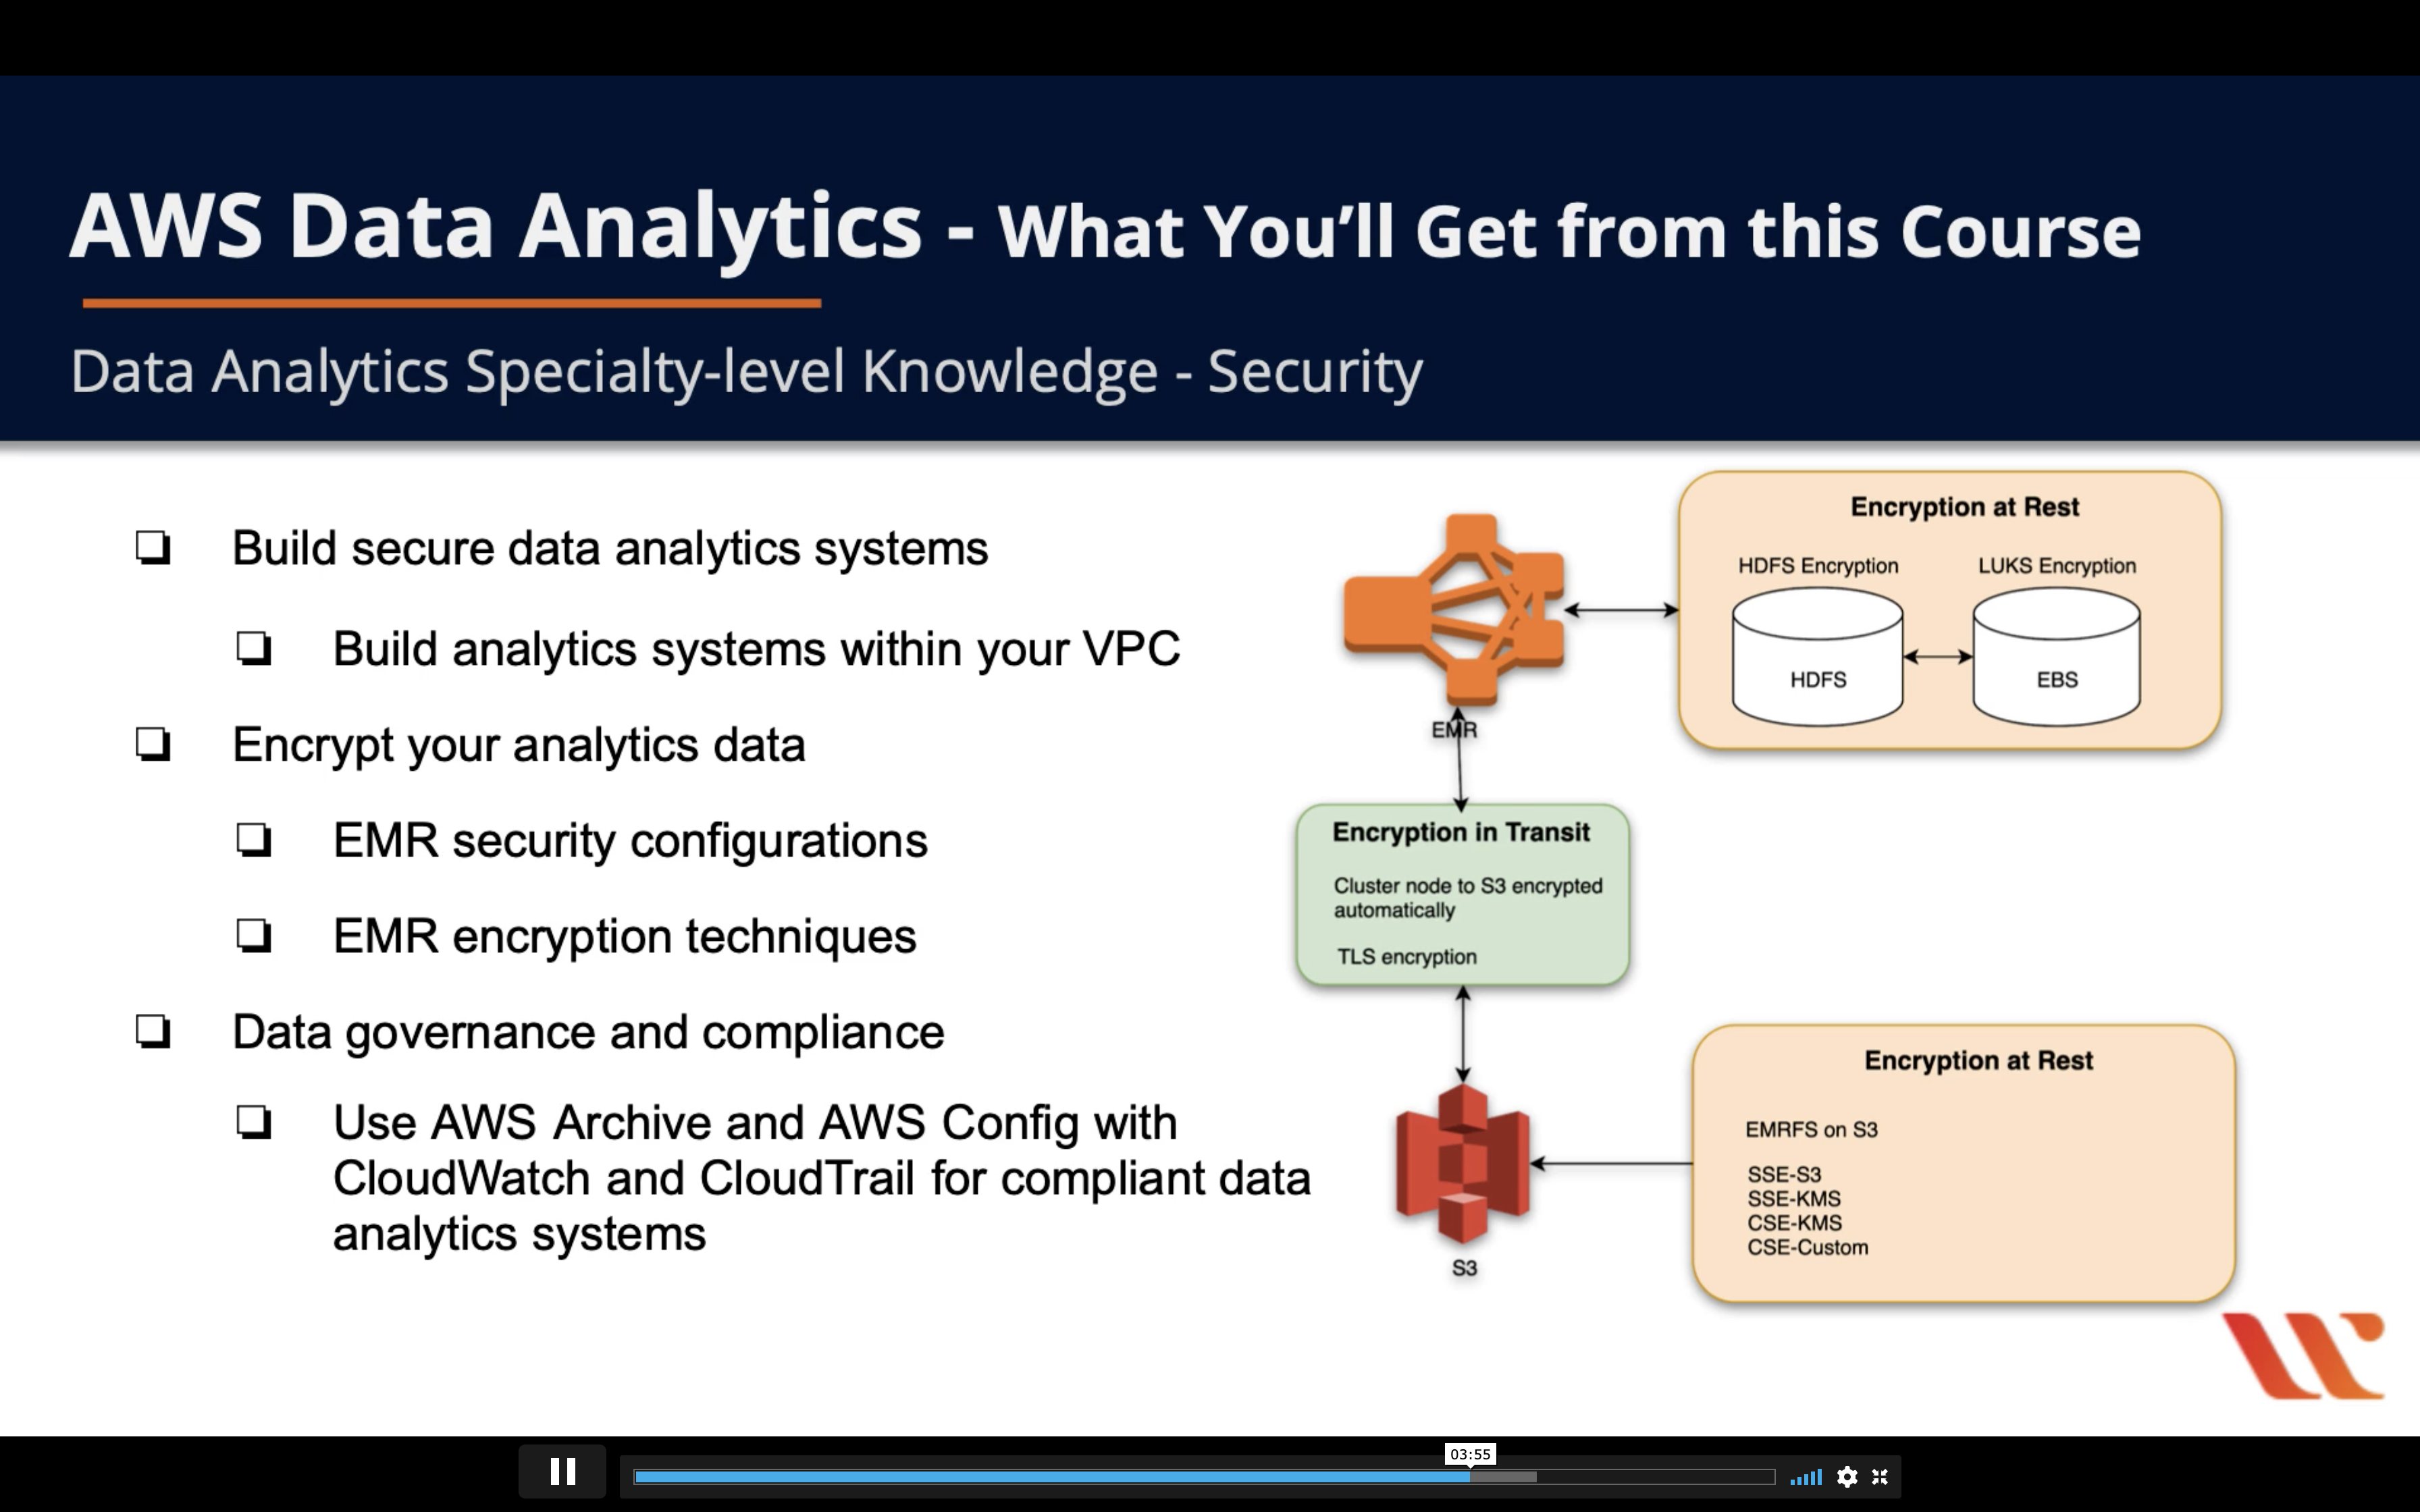 AWS Data Analytics - What You'll Get from this Course
Data Analytics Specialty-level Knowledge - Security
❏ Build secure data analytics systems
❏ Build analytics systems within your VPC
❏ Encrypt your analytics data
❏ EMR security configurations
❏ EMR encryption techniques
❏ Data governance and compliance
❏ Use AWS Archive and AWS Config with
CloudWatch and CloudTrail for compliant data
analytics systems
EMR
Encryption at Rest
HDFS Encryption
LUKS Encryption
HDFS
EBS
Encryption in Transit
Cluster node to S3 encrypted
automatically
TLS encryption
S3
Encryption at Rest
EMRFS on S3
SSE-S3
SSE-KMS
CSE-KMS
CSE-Custom
03:55